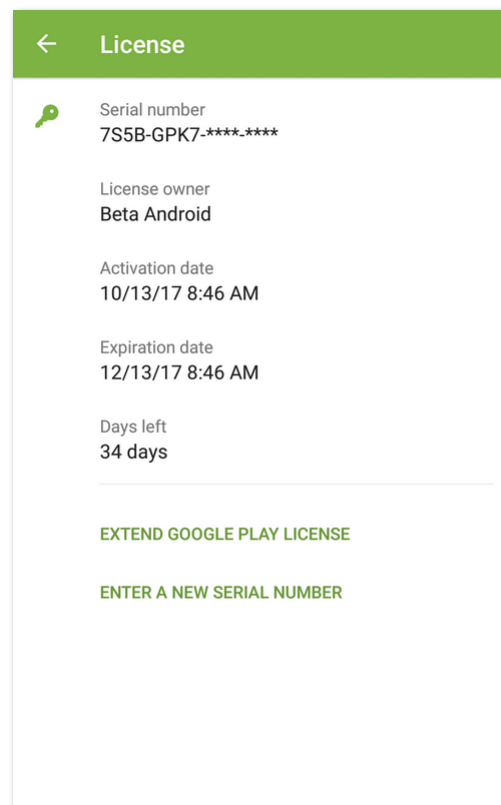 License
Serial number
7S5B-GPK7-****-****
License owner
Beta Android
Activation date
10/13/17 8:46 AM
Expiration date
12/13/17 8:46 AM
Days left
34 days
EXTEND GOOGLE PLAY LICENSE
ENTER A NEW SERIAL NUMBER